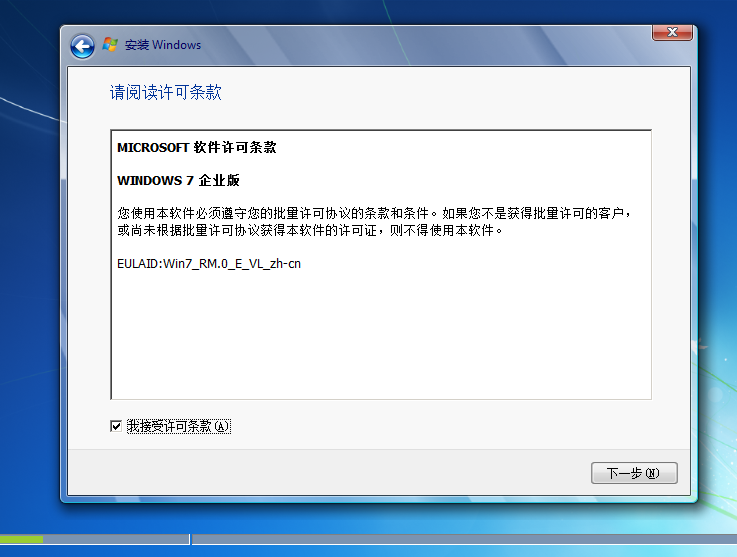 安装 Windows
请阅读许可条款
MICROSOFT 软件许可条款
WINDOWS 7 企业版
您使用本软件必须遵守您的批量许可协议的条款和条件。如果您不是获得批量许可的客户，
或尚未根据批量许可协议获得本软件的许可证，则不得使用本软件。
EULAID:Win7_RM.0_E_VL_zh-cn
我接受许可条款(A)
下一步(N)